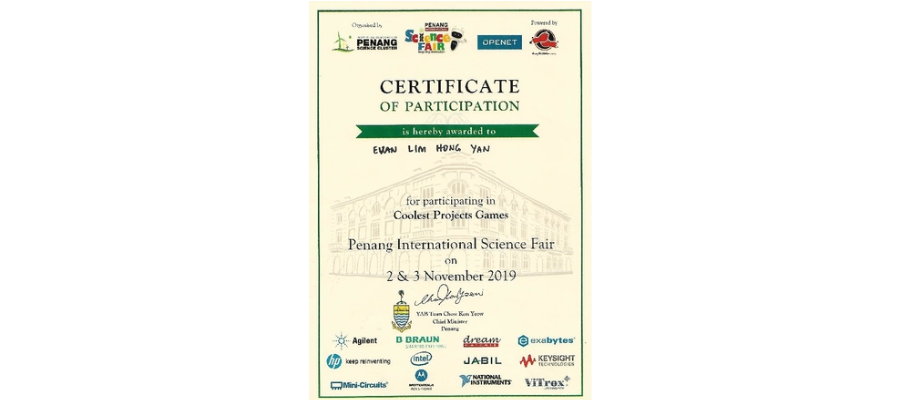 Organised by
Powered by
PENANG
SCIENCE CLUSTER
PENANG
Science
FAIR
OPENET
CERTIFICATE
OF PARTICIPATION
is hereby awarded to
EVAN LIM HONG YAN
for participating in
Coolest Projects Games
Penang International Science Fair
on
2 & 3 November 2019
YAB Tuan Chow Kon Yeow
Chief Minister
Penang
Agilent
B BRAUN
dream
exabytes
hp keep reinventing
intel
JABIL
KEYSIGHT
TECHNOLOGIES
Mini-Circuits
MOTOROLA
SOLUTIONS
NATIONAL
INSTRUMENTS
ViTrox